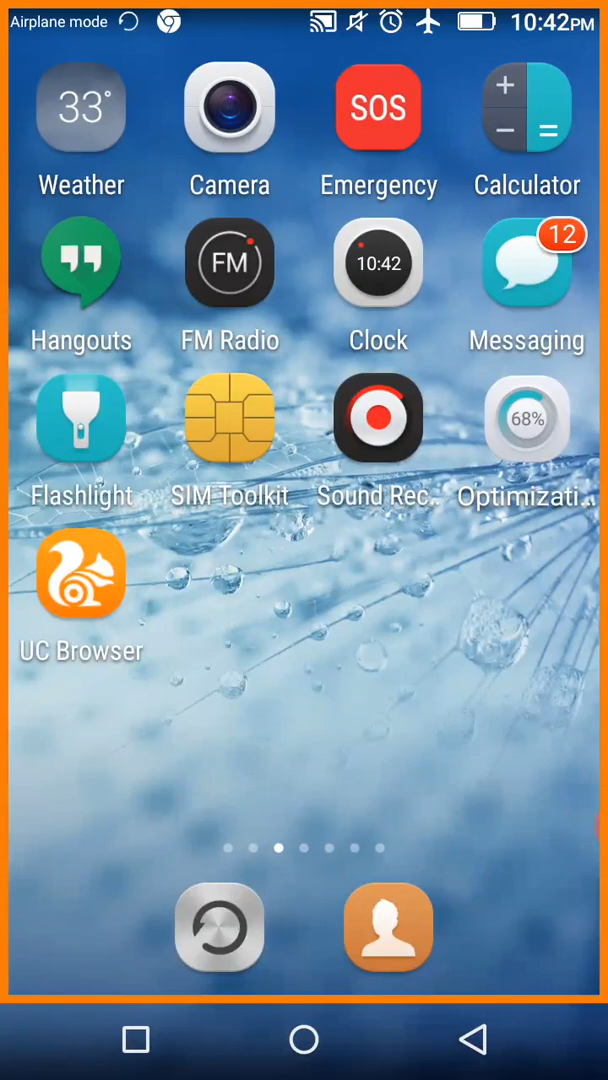 Airplane mode 10:42PM
33°
SOS
+
−
=
Weather Camera Emergency Calculator
FM
10:42
12
Hangouts FM Radio Clock Messaging
68%
Flashlight SIM Toolkit Sound Rec.. Optimizati...
UC Browser